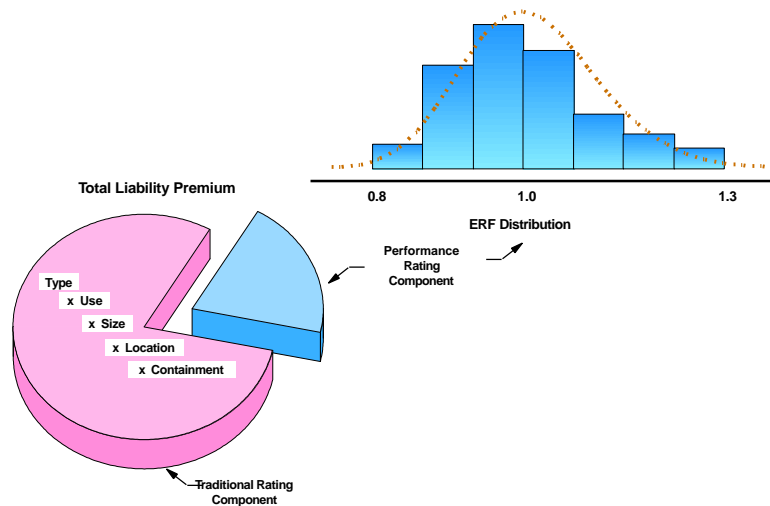 0.8 1.0 1.3
ERF Distribution
Total Liability Premium
Performance
Rating
Component
Type
x Use
x Size
x Location
x Containment
Traditional Rating
Component